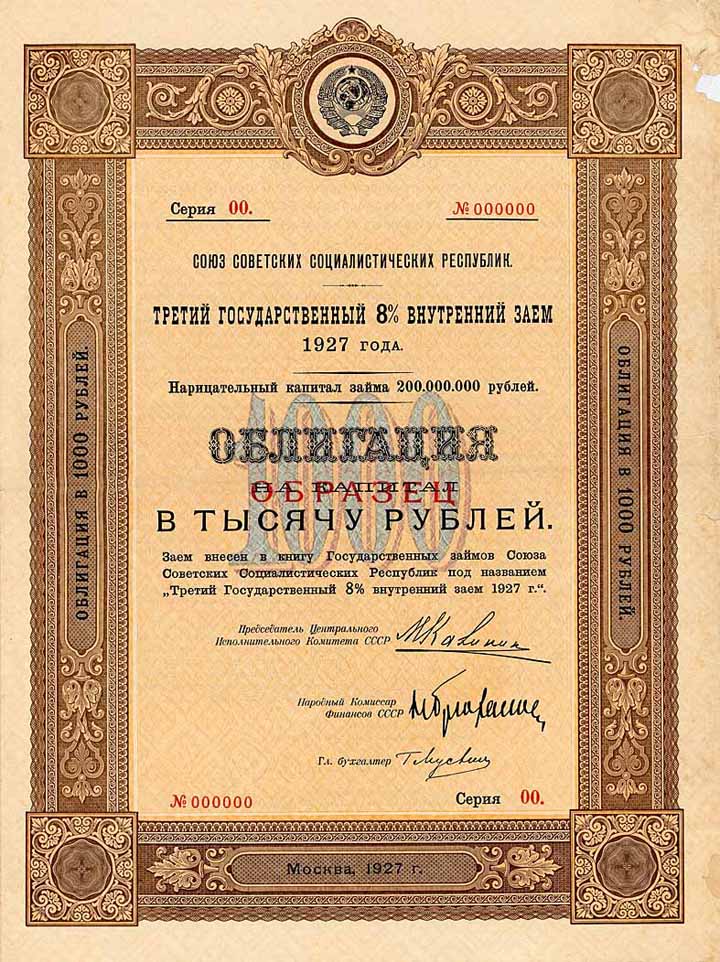 Серия 00.
№ 000000
СОЮЗ СОВЕТСКИХ СОЦИАЛИСТИЧЕСКИХ РЕСПУБЛИК.
ТРЕТИЙ ГОСУДАРСТВЕННЫЙ 8% ВНУТРЕННИЙ ЗАЕМ
1927 ГОДА.
Нарицательный капитал займа 200.000.000 рублей.
1000
ОБЛИГАЦИЯ
НА КАПИТАЛ
ОБРАЗЕЦ
В ТЫСЯЧУ РУБЛЕЙ.
Заем внесен в книгу Государственных займов Союза
Советских Социалистических Республик под названием
„Третий Государственный 8% внутренний заем 1927 г.“.
Председатель Центрального
Исполнительного Комитета СССР
МКалинин
Народный Комиссар
Финансов СССР
Гл. бухгалтер
№ 000000
Серия 00.
ОБЛИГАЦИЯ В 1000 РУБЛЕЙ.
ОБЛИГАЦИЯ В 1000 РУБЛЕЙ.
Москва, 1927 г.